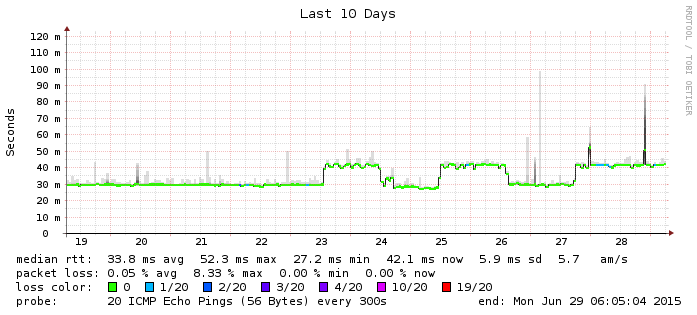 Last 10 Days
RRDTOOL / TOBI OETIKER
Seconds
120 m
110 m
100 m
90 m
80 m
70 m
60 m
50 m
40 m
30 m
20 m
10 m
0
19 20 21 22 23 24 25 26 27 28
median rtt: 33.8 ms avg 52.3 ms max 27.2 ms min 42.1 ms now 5.9 ms sd 5.7 am/s
packet loss: 0.05 % avg 8.33 % max 0.00 % min 0.00 % now
loss color: 0 1/20 2/20 3/20 4/20 10/20 19/20
probe: 20 ICMP Echo Pings (56 Bytes) every 300s end: Mon Jun 29 06:05:04 2015